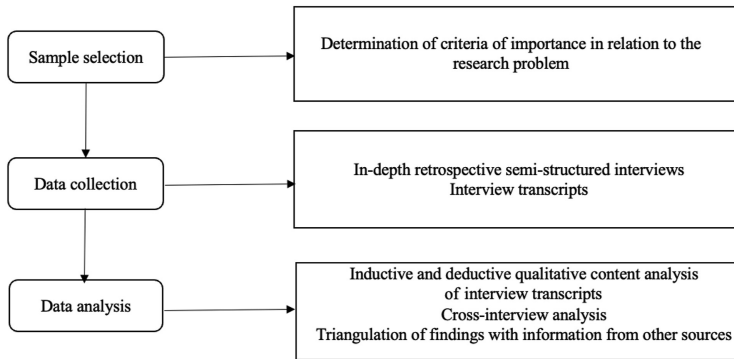 Sample selection
Determination of criteria of importance in relation to the
research problem
Data collection
In-depth retrospective semi-structured interviews
Interview transcripts
Data analysis
Inductive and deductive qualitative content analysis
of interview transcripts
Cross-interview analysis
Triangulation of findings with information from other sources